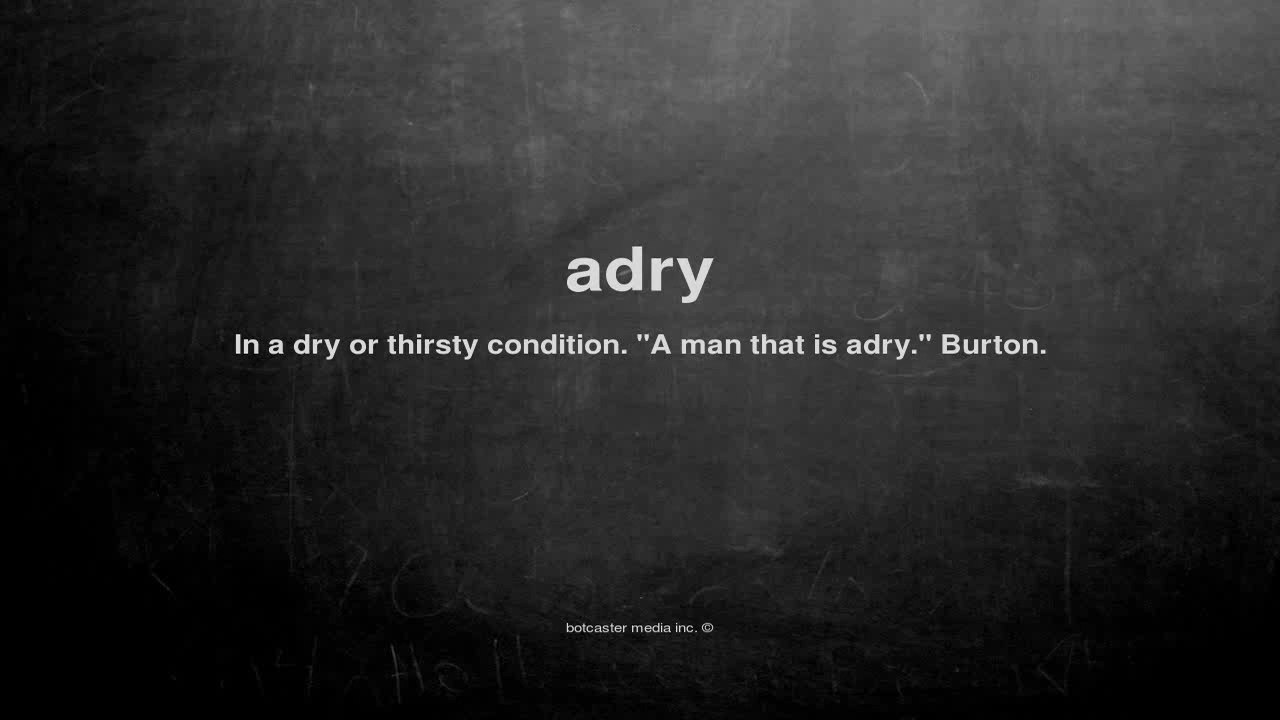 adry
In a dry or thirsty condition. "A man that is adry." Burton.
botcaster media inc. ©